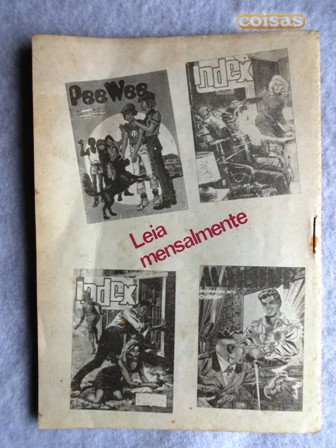 coisas
PeeWee
index
Leia
mensalmente
index